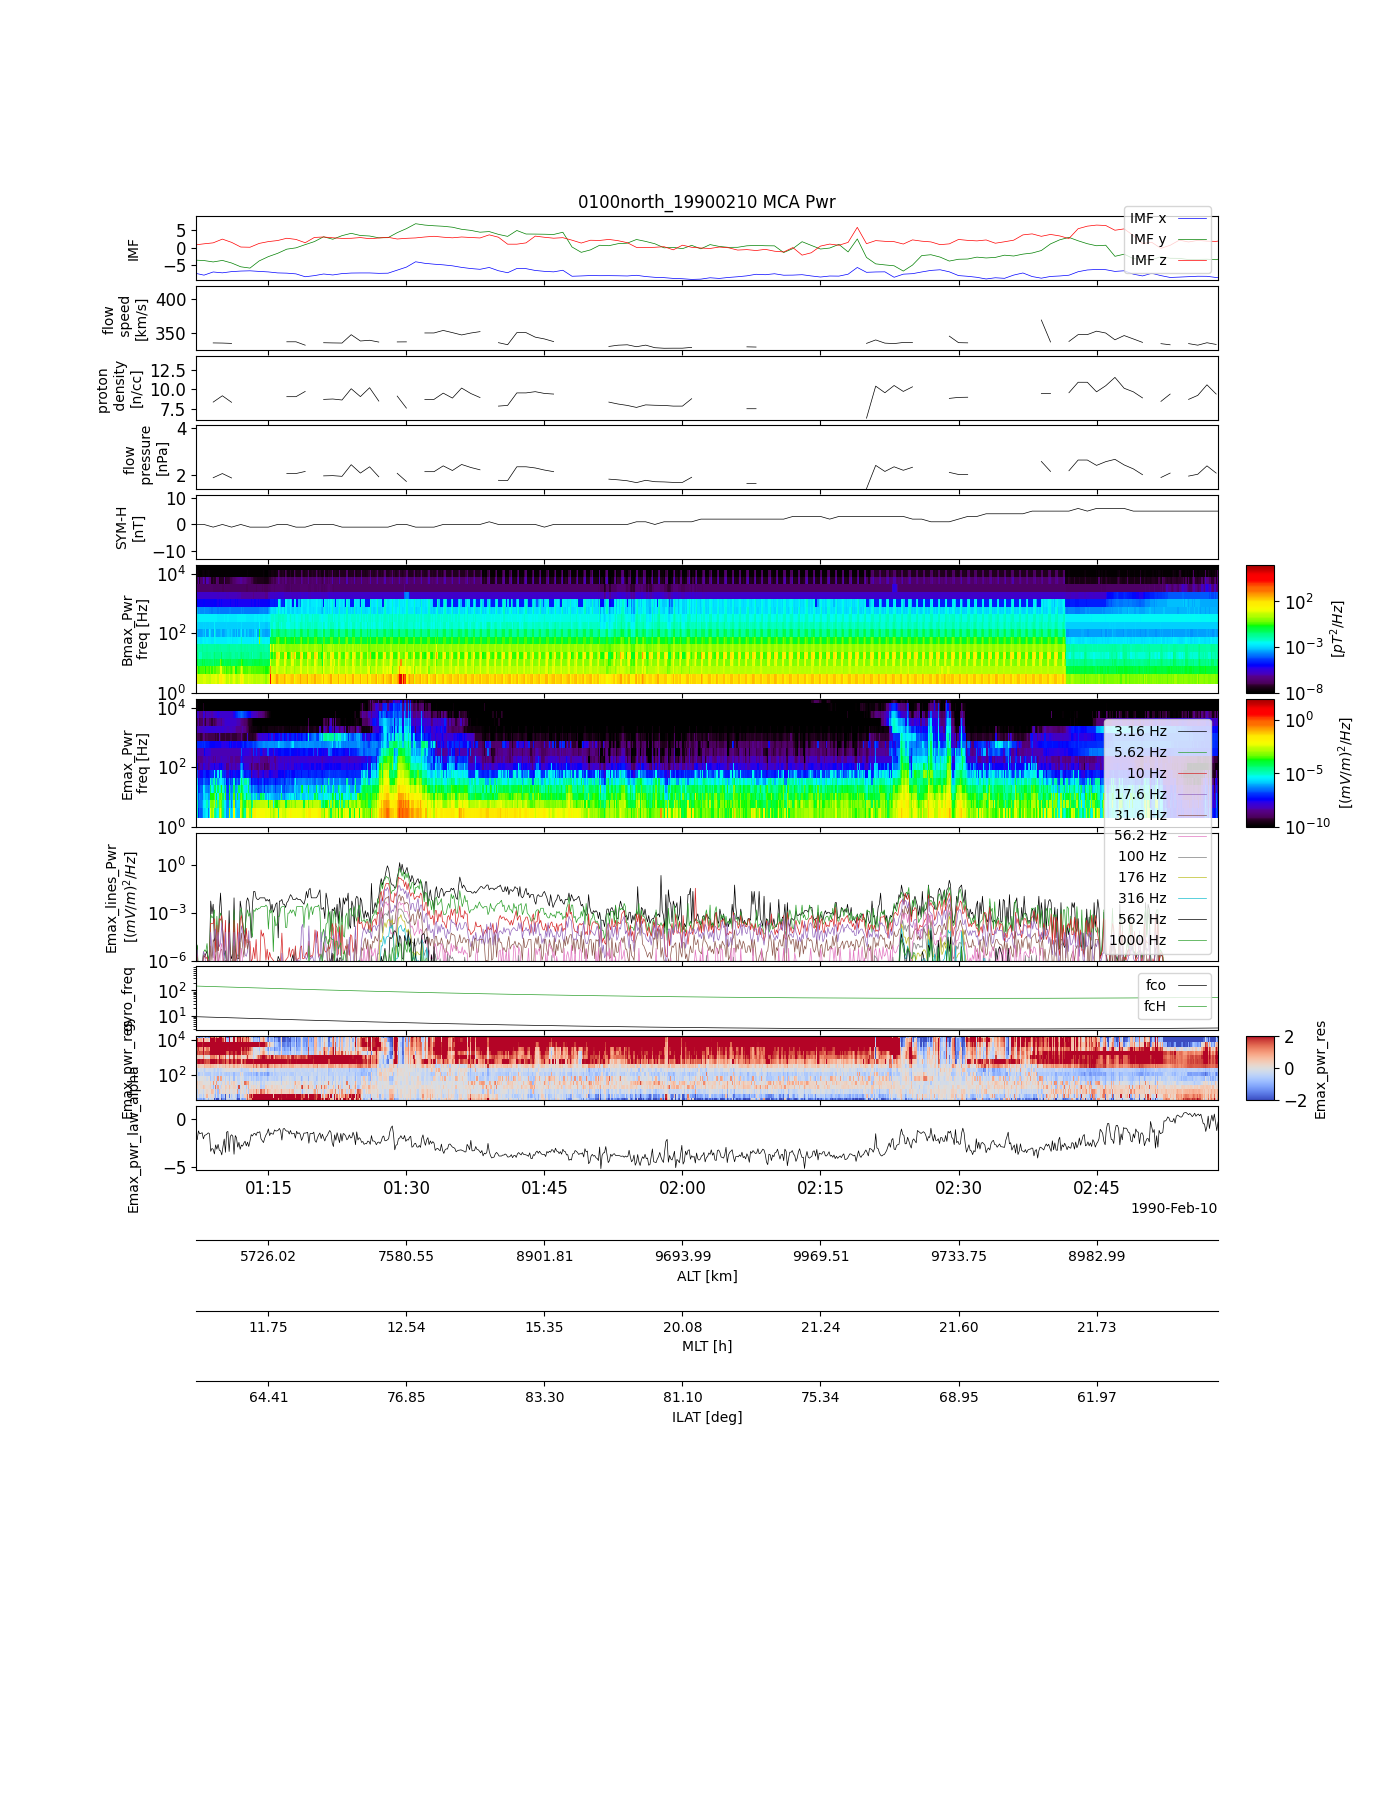 0100north_19900210 MCA Pwr
IMF
5
0
−5
IMF x
IMF y
IMF z
flow
speed
[km/s]
400
350
proton
density
[n/cc]
12.5
10.0
7.5
flow
pressure
[nPa]
4
2
SYM-H
[nT]
10
0
−10
Bmax_Pwr
freq [Hz]
10^4
10^2
10^0
10^2
10^−3
10^−8
[pT^2/Hz]
Emax_Pwr
freq [Hz]
10^4
10^2
10^0
10^0
10^−5
10^−10
[(mV/m)^2/Hz]
3.16 Hz
5.62 Hz
10 Hz
17.6 Hz
31.6 Hz
56.2 Hz
100 Hz
176 Hz
316 Hz
562 Hz
1000 Hz
Emax_lines_Pwr
[(mV/m)^2/Hz]
10^0
10^−3
10^−6
gyro_freq
10^2
10^1
fco
fcH
Emax_pwr_res
10^4
10^2
2
0
−2
Emax_pwr_res
Emax_pwr_law_alpha
0
−5
01:15 01:30 01:45 02:00 02:15 02:30 02:45
1990-Feb-10
5726.02 7580.55 8901.81 9693.99 9969.51 9733.75 8982.99
ALT [km]
11.75 12.54 15.35 20.08 21.24 21.60 21.73
MLT [h]
64.41 76.85 83.30 81.10 75.34 68.95 61.97
ILAT [deg]